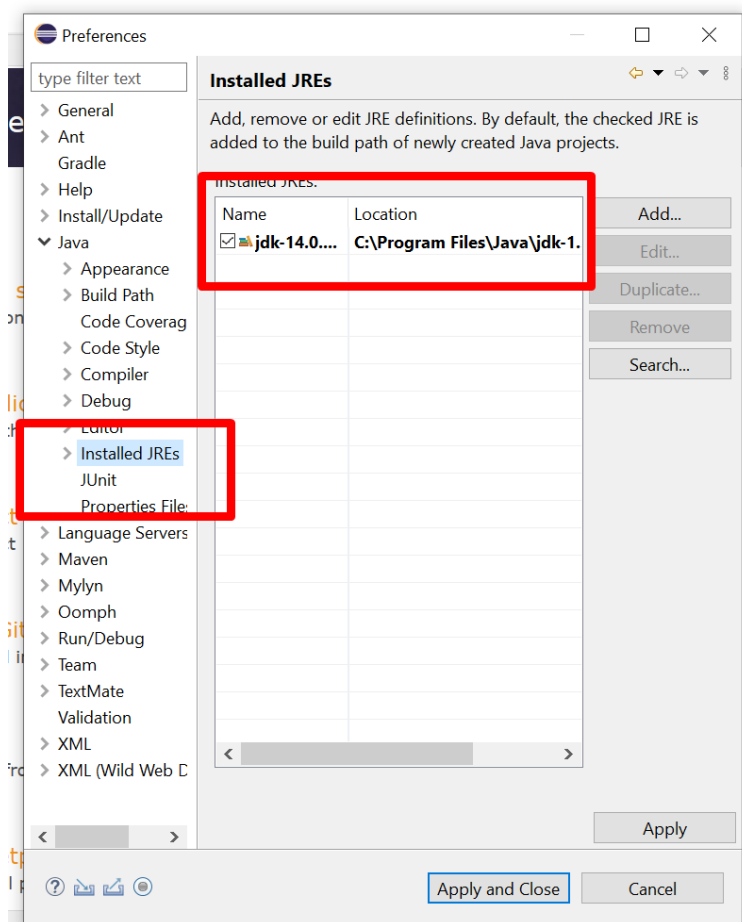 Preferences
type filter text
Installed JREs
Add, remove or edit JRE definitions. By default, the checked JRE is
added to the build path of newly created Java projects.
General
Ant
Gradle
Help
Install/Update
Java
Appearance
Build Path
Code Coverag
Code Style
Compiler
Debug
Editor
Installed JREs
JUnit
Properties File
Language Servers
Maven
Mylyn
Oomph
Run/Debug
Team
TextMate
Validation
XML
XML (Wild Web D
Installed JREs:
Name Location
jdk-14.0.... C:\Program Files\Java\jdk-1.
Add...
Edit...
Duplicate...
Remove
Search...
Apply
Apply and Close
Cancel